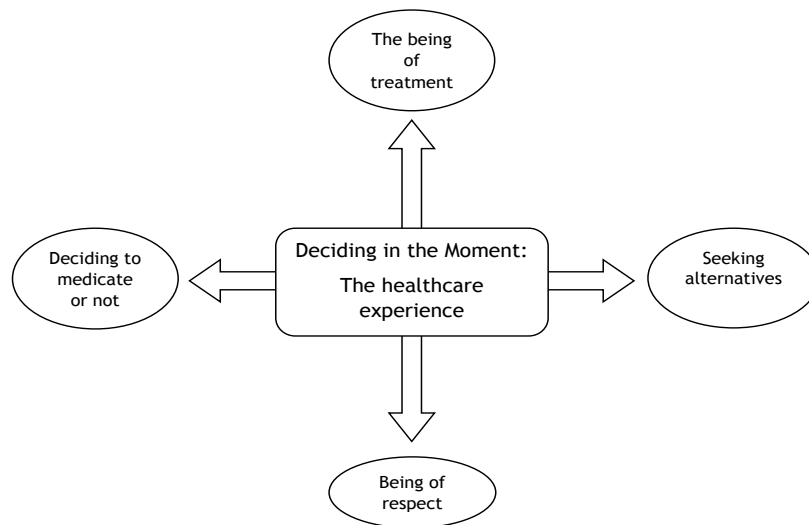 The being
of
treatment
Deciding to
medicate
or not
Deciding in the Moment:
The healthcare
experience
Seeking
alternatives
Being of
respect